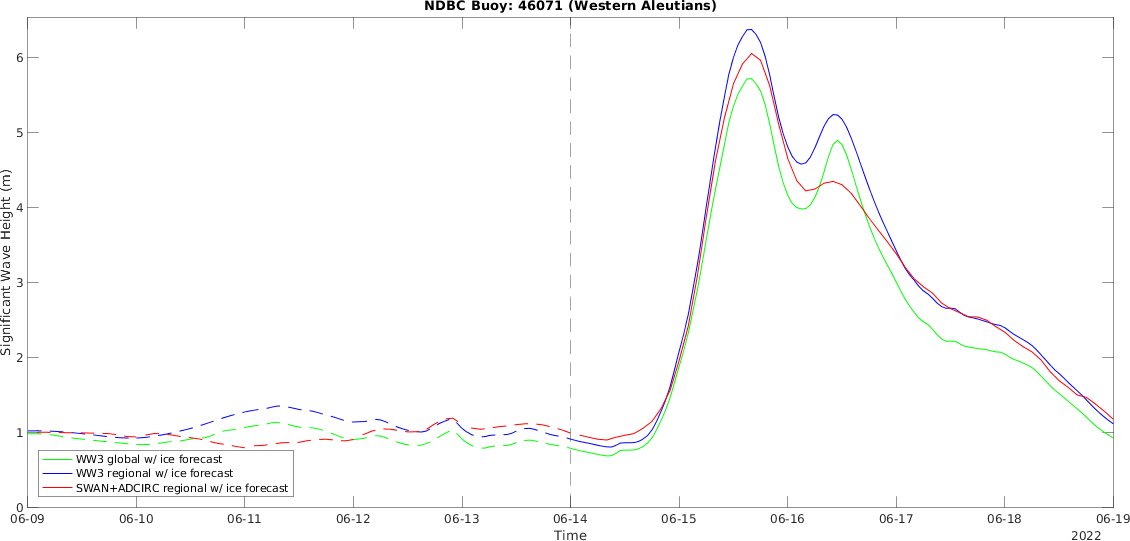 NDBC Buoy: 46071 (Western Aleutians)
Significant Wave Height (m)
6
5
4
3
2
1
0
WW3 global w/ ice forecast
WW3 regional w/ ice forecast
SWAN+ADCIRC regional w/ ice forecast
06-09 06-10 06-11 06-12 06-13 06-14 06-15 06-16 06-17 06-18 06-19
Time
2022